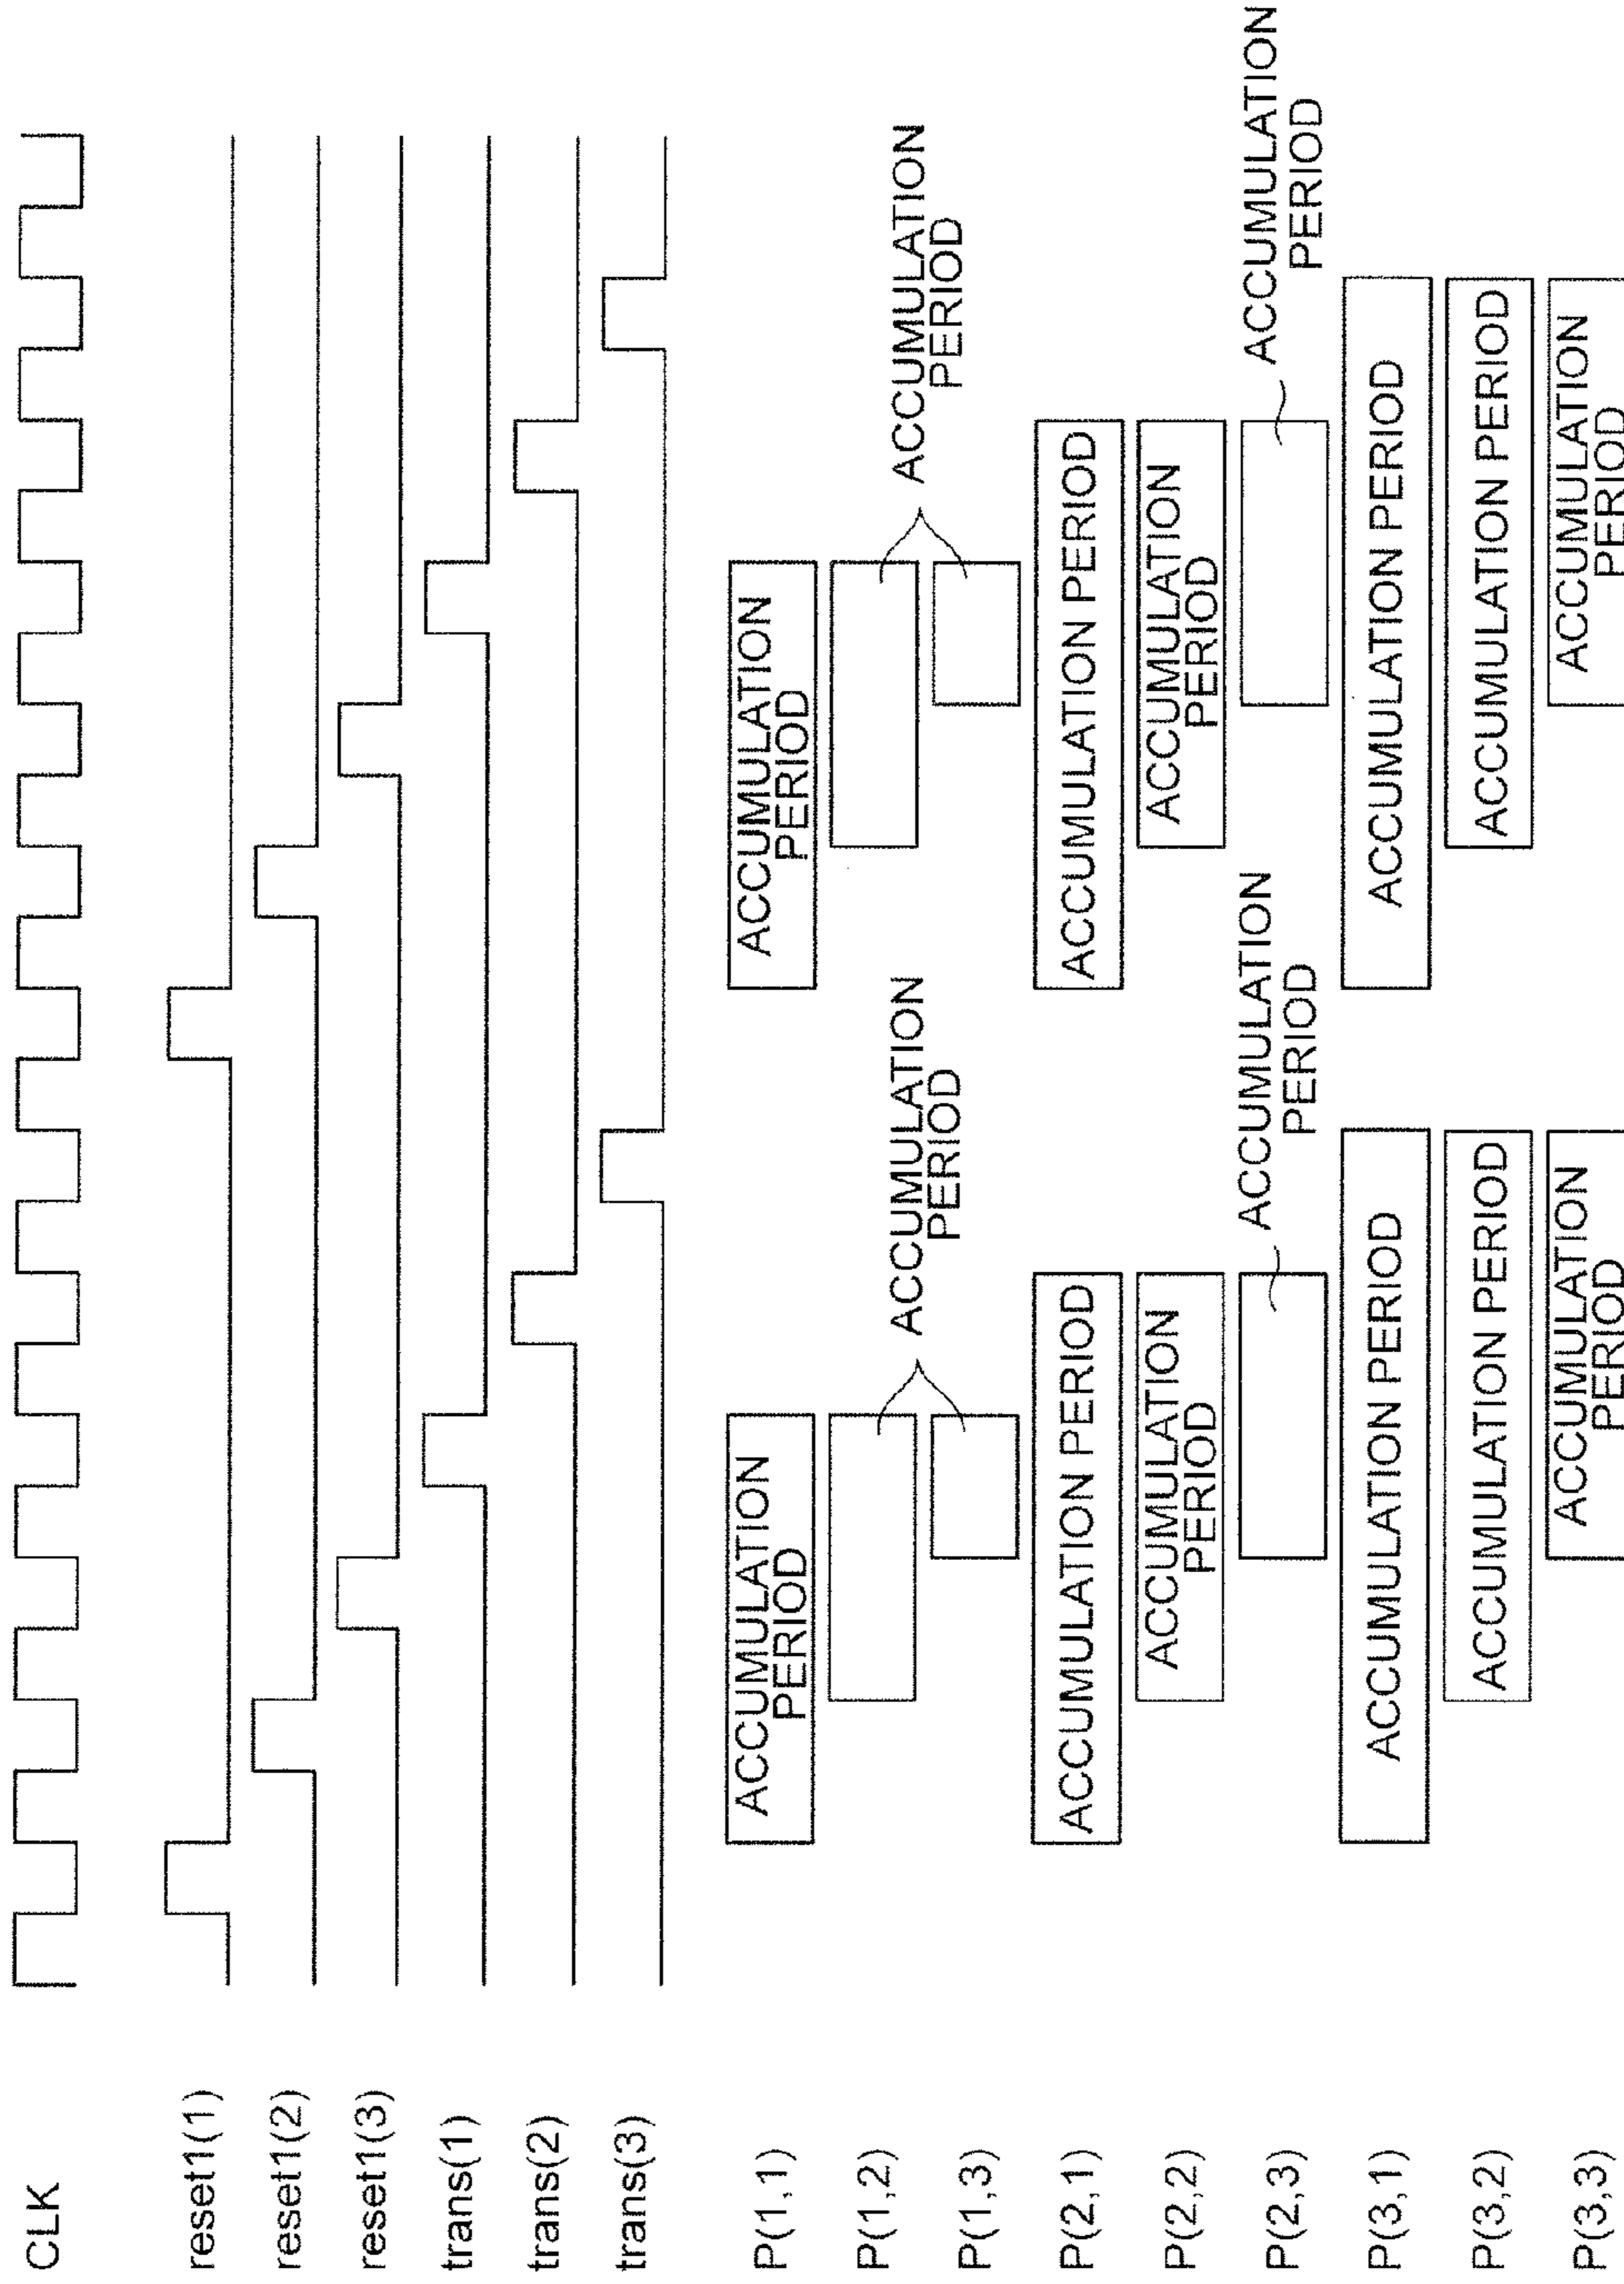 CLK
reset1(1)
reset1(2)
reset1(3)
trans(1)
trans(2)
trans(3)
P(1,1)
ACCUMULATION
PERIOD
ACCUMULATION
PERIOD
P(1,2)
P(1,3)
ACCUMULATION
PERIOD
ACCUMULATION
PERIOD
P(2,1)
ACCUMULATION PERIOD
ACCUMULATION PERIOD
P(2,2)
ACCUMULATION
PERIOD
ACCUMULATION
PERIOD
P(2,3)
ACCUMULATION
PERIOD
ACCUMULATION
PERIOD
P(3,1)
ACCUMULATION PERIOD
ACCUMULATION PERIOD
P(3,2)
ACCUMULATION PERIOD
ACCUMULATION PERIOD
P(3,3)
ACCUMULATION
PERIOD
ACCUMULATION
PERIOD